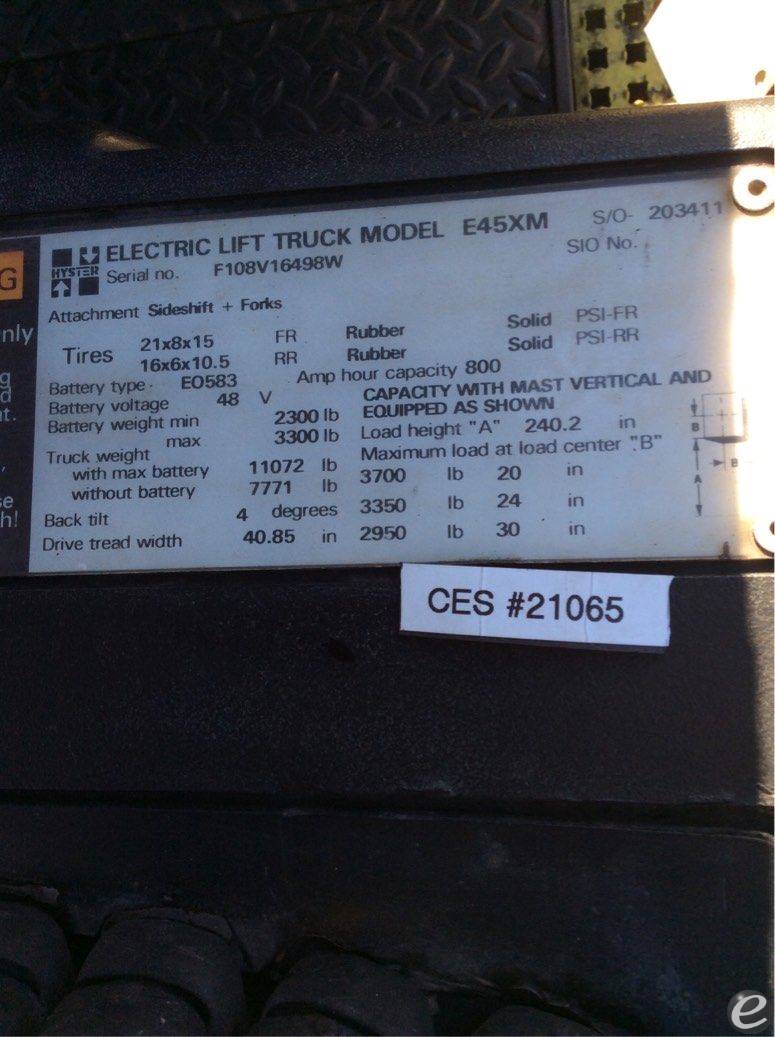 HYSTER
ELECTRIC LIFT TRUCK MODEL E45XM S/O- 203411
Serial no. F108V16498W SIO No.
Attachment Sideshift + Forks
Tires 21x8x15 FR Rubber Solid PSI-FR
16x6x10.5 RR Rubber Solid PSI-RR
Battery type EO583 Amp hour capacity 800
Battery voltage 48 V
Battery weight min 2300 lb
max 3300 lb
Truck weight
with max battery 11072 lb
without battery 7771 lb
Back tilt 4 degrees
Drive tread width 40.85 in
CAPACITY WITH MAST VERTICAL AND
EQUIPPED AS SHOWN
Load height "A" 240.2 in
Maximum load at load center "B"
3700 lb 20 in
3350 lb 24 in
2950 lb 30 in
B
A
B
CES #21065
G
nly
g
d
t.
,
se
h!
e